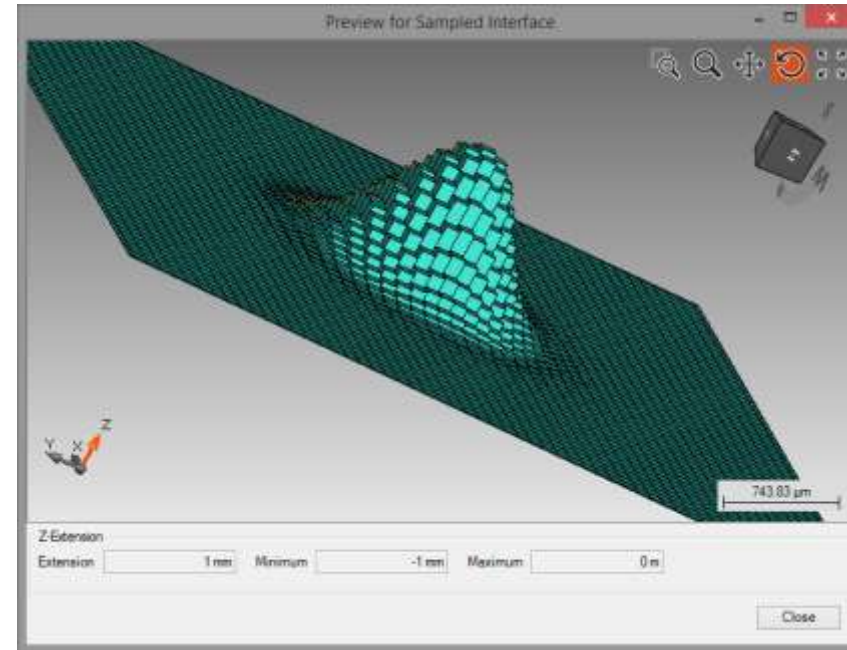 Preview for Sampled Interface
Y X Z
743.83 µm
Z-Extension
Extension 1 mm Minimum -1 mm Maximum 0 m
Close